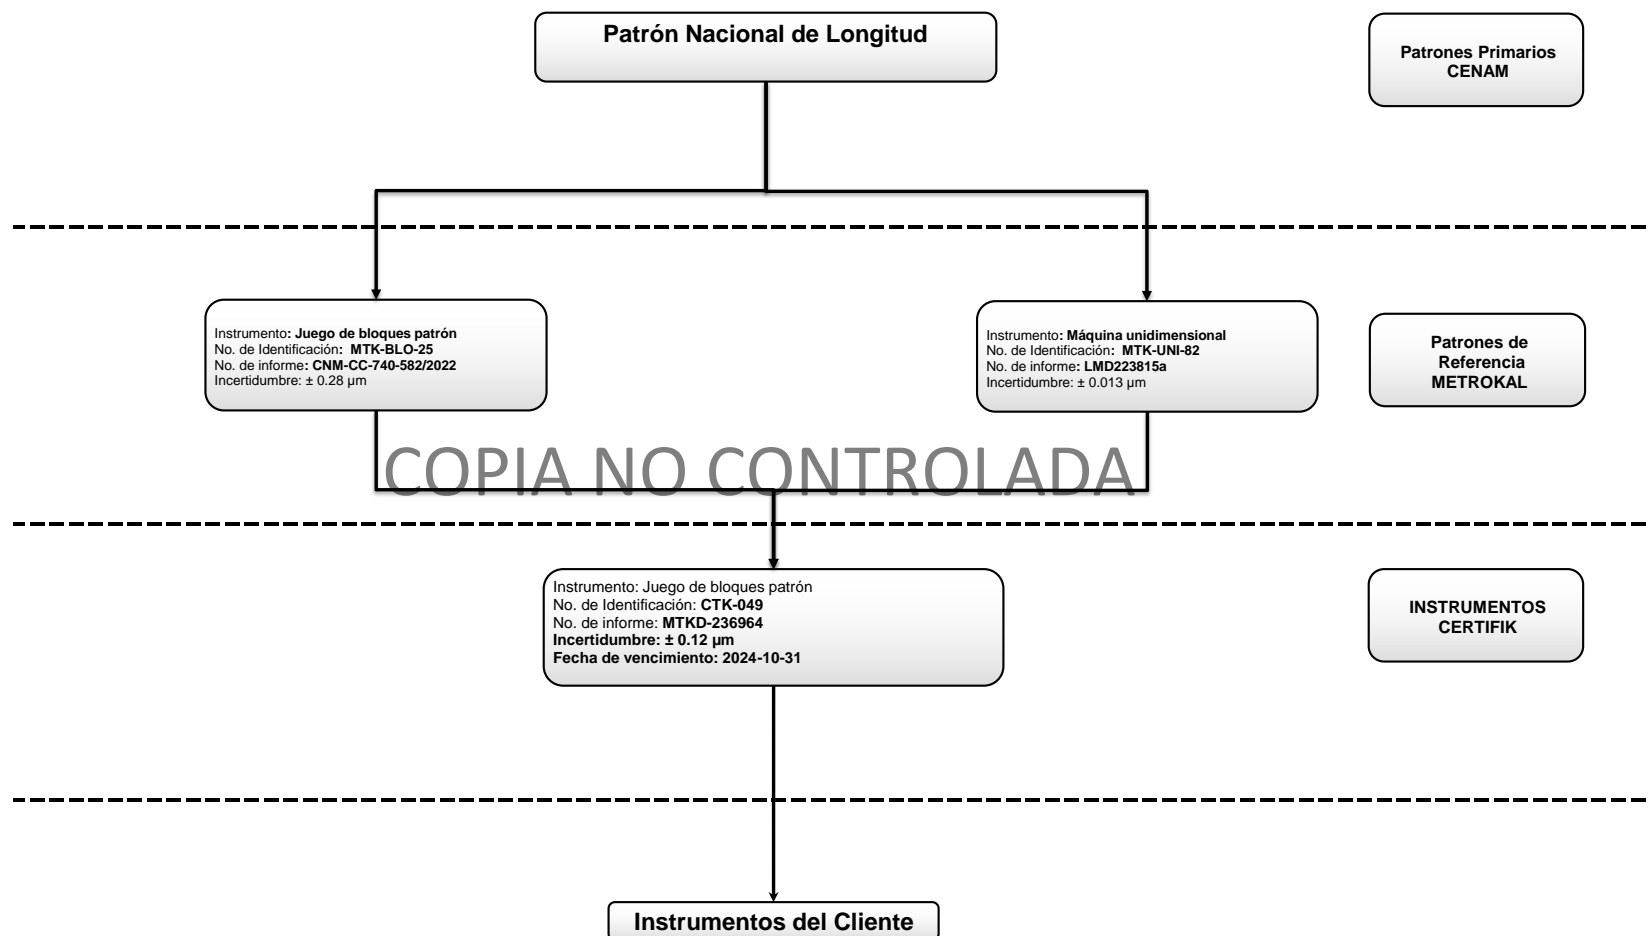 Patrón Nacional de Longitud
Patrones Primarios
CENAM
Instrumento: Juego de bloques patrón
No. de Identificación: MTK-BLO-25
No. de informe: CNM-CC-740-582/2022
Incertidumbre: ± 0.28 µm
Instrumento: Máquina unidimensional
No. de Identificación: MTK-UNI-82
No. de informe: LMD223815a
Incertidumbre: ± 0.013 µm
Patrones de
Referencia
METROKAL
COPIA NO CONTROLADA
Instrumento: Juego de bloques patrón
No. de Identificación: CTK-049
No. de informe: MTKD-236964
Incertidumbre: ± 0.12 µm
Fecha de vencimiento: 2024-10-31
INSTRUMENTOS
CERTIFIK
Instrumentos del Cliente